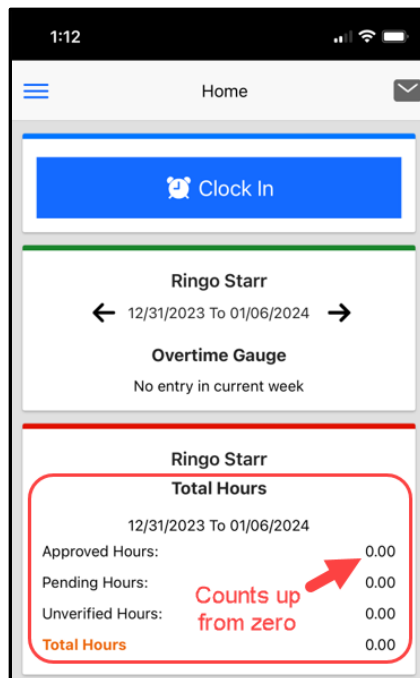 1:12
Home
Clock In
Ringo Starr
12/31/2023 To 01/06/2024
Overtime Gauge
No entry in current week
Ringo Starr
Total Hours
12/31/2023 To 01/06/2024
Approved Hours: 0.00
Pending Hours: 0.00
Unverified Hours: 0.00
Total Hours 0.00
Counts up
from zero